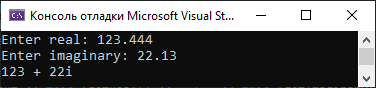 Консоль отладки Microsoft Visual St...
Enter real: 123.444
Enter imaginary: 22.13
123 + 22i